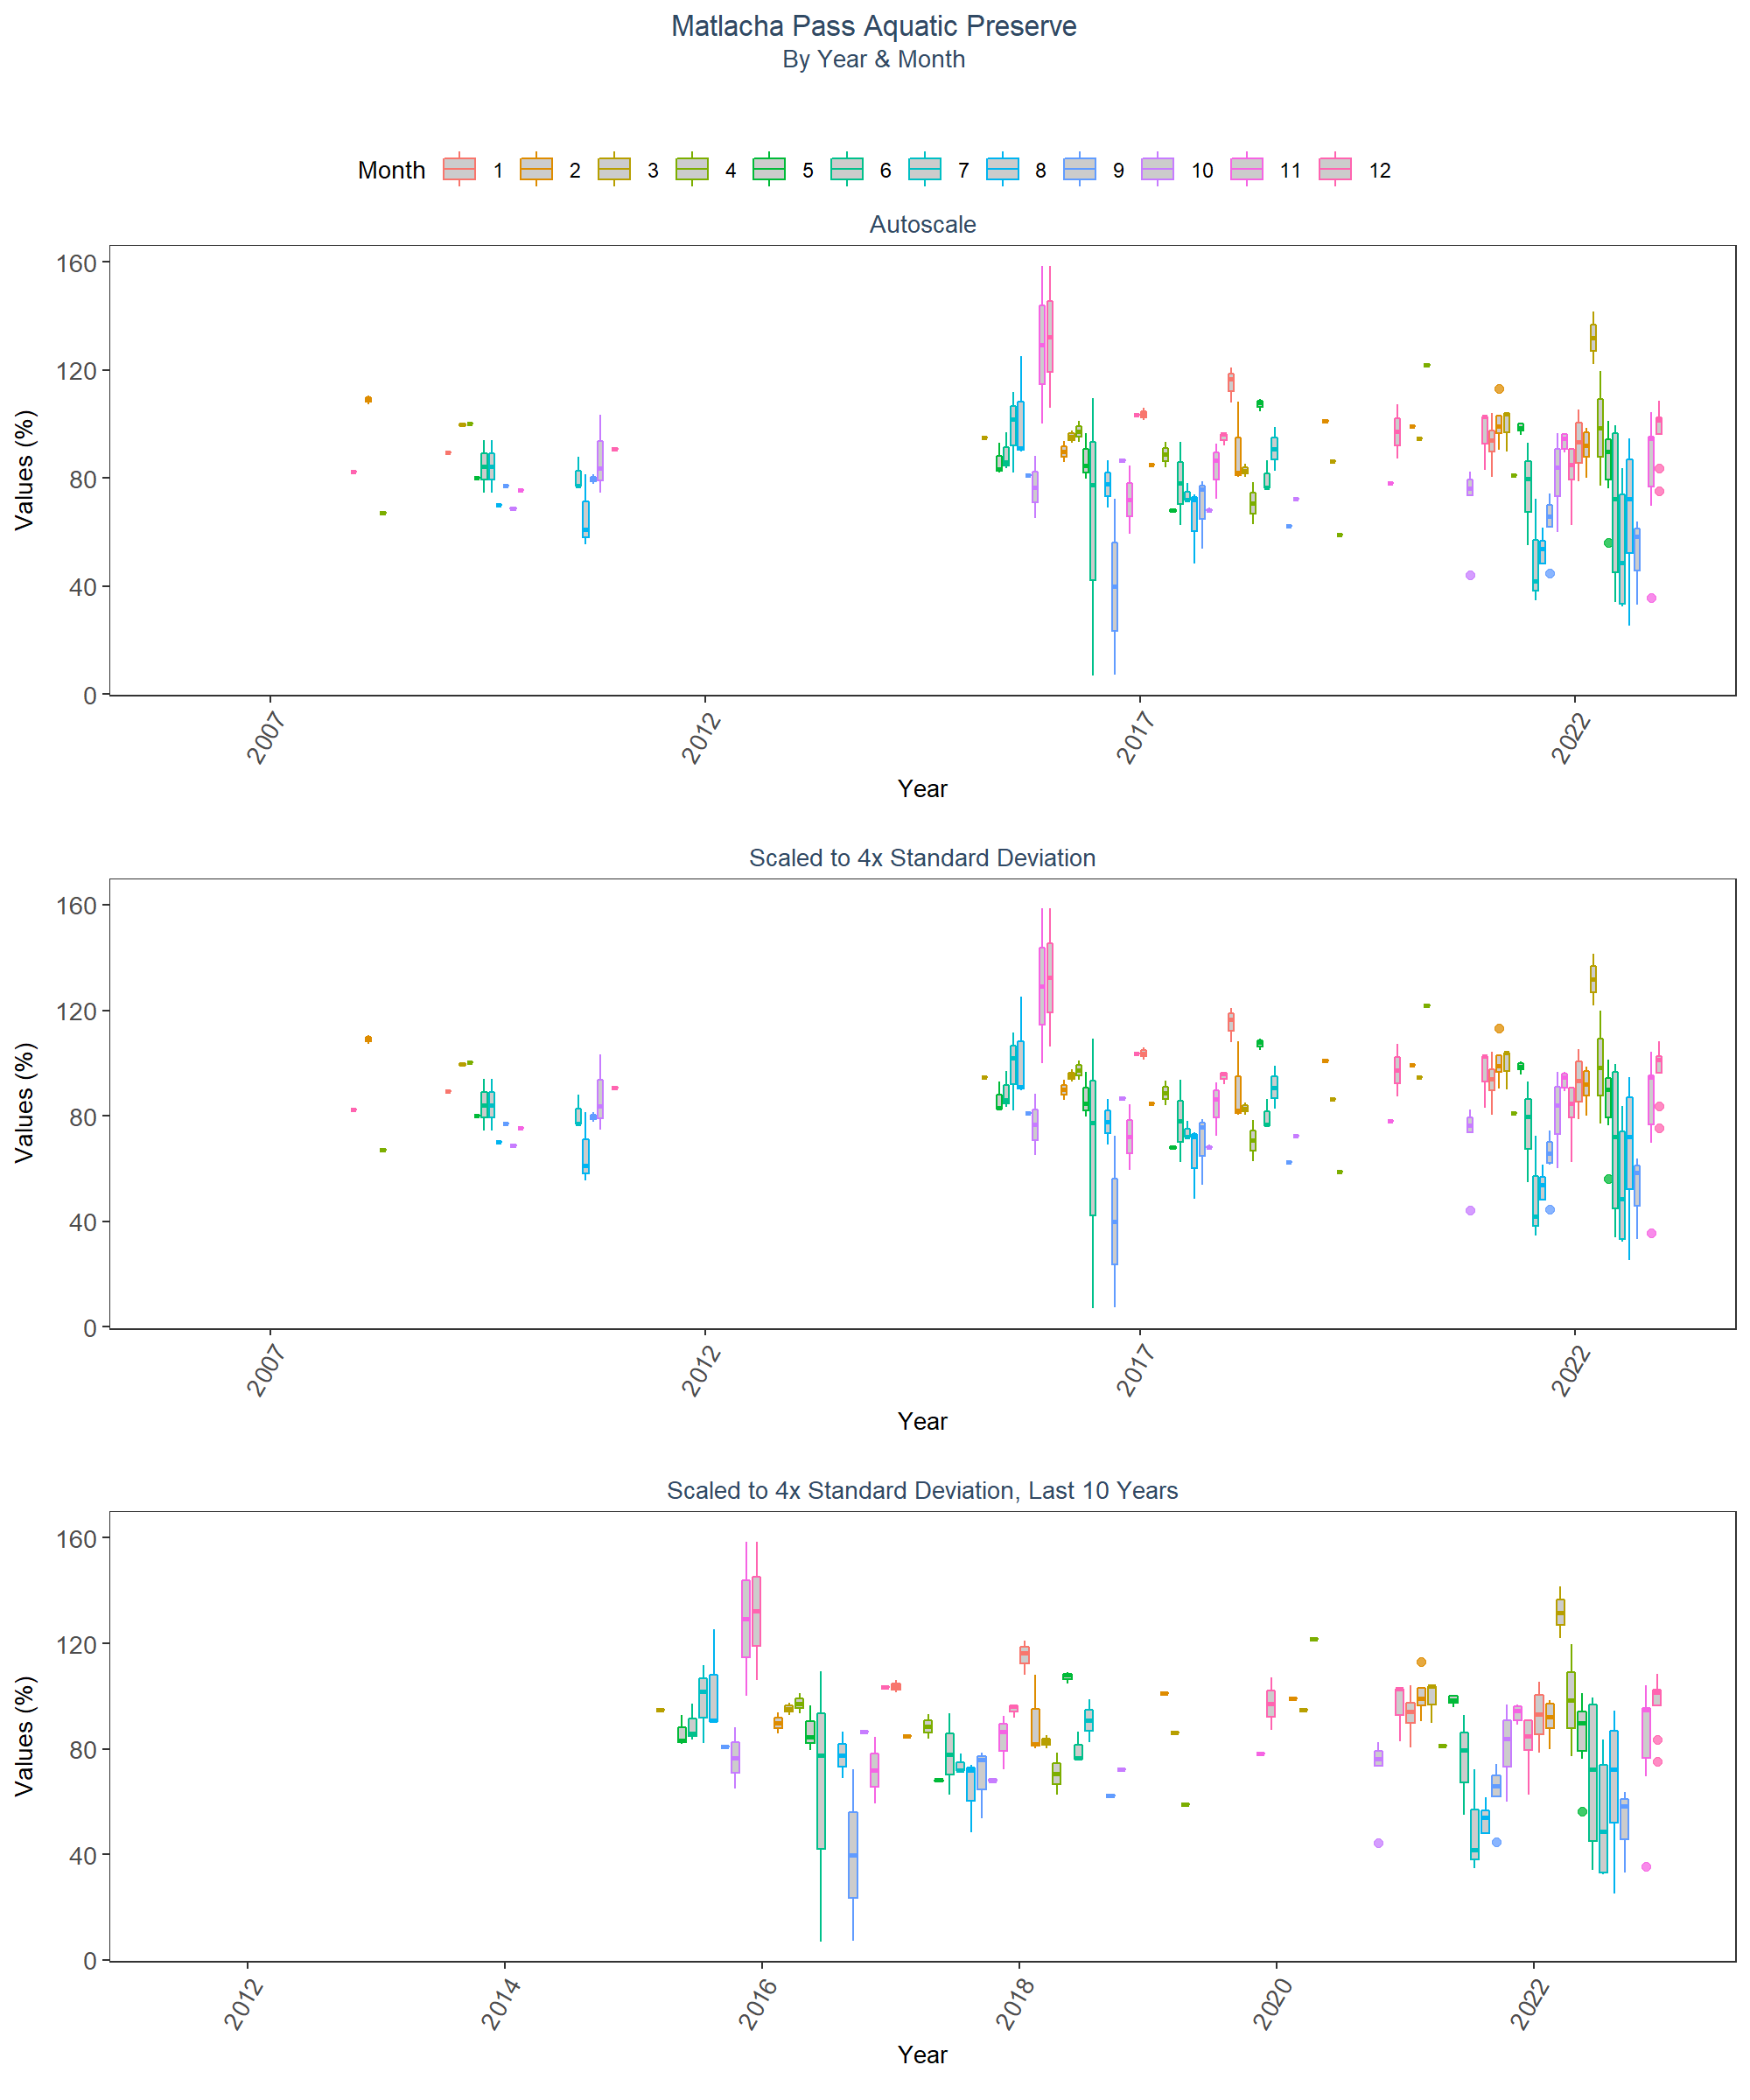 Matlacha Pass Aquatic Preserve
By Year & Month
Month 1 2 3 4 5 6 7 8 9 10 11 12
Autoscale
Values (%)
160
120
80
40
0
2007 2012 2017 2022
Year
Scaled to 4x Standard Deviation
Values (%)
160
120
80
40
0
2007 2012 2017 2022
Year
Scaled to 4x Standard Deviation, Last 10 Years
Values (%)
160
120
80
40
0
2012 2014 2016 2018 2020 2022
Year